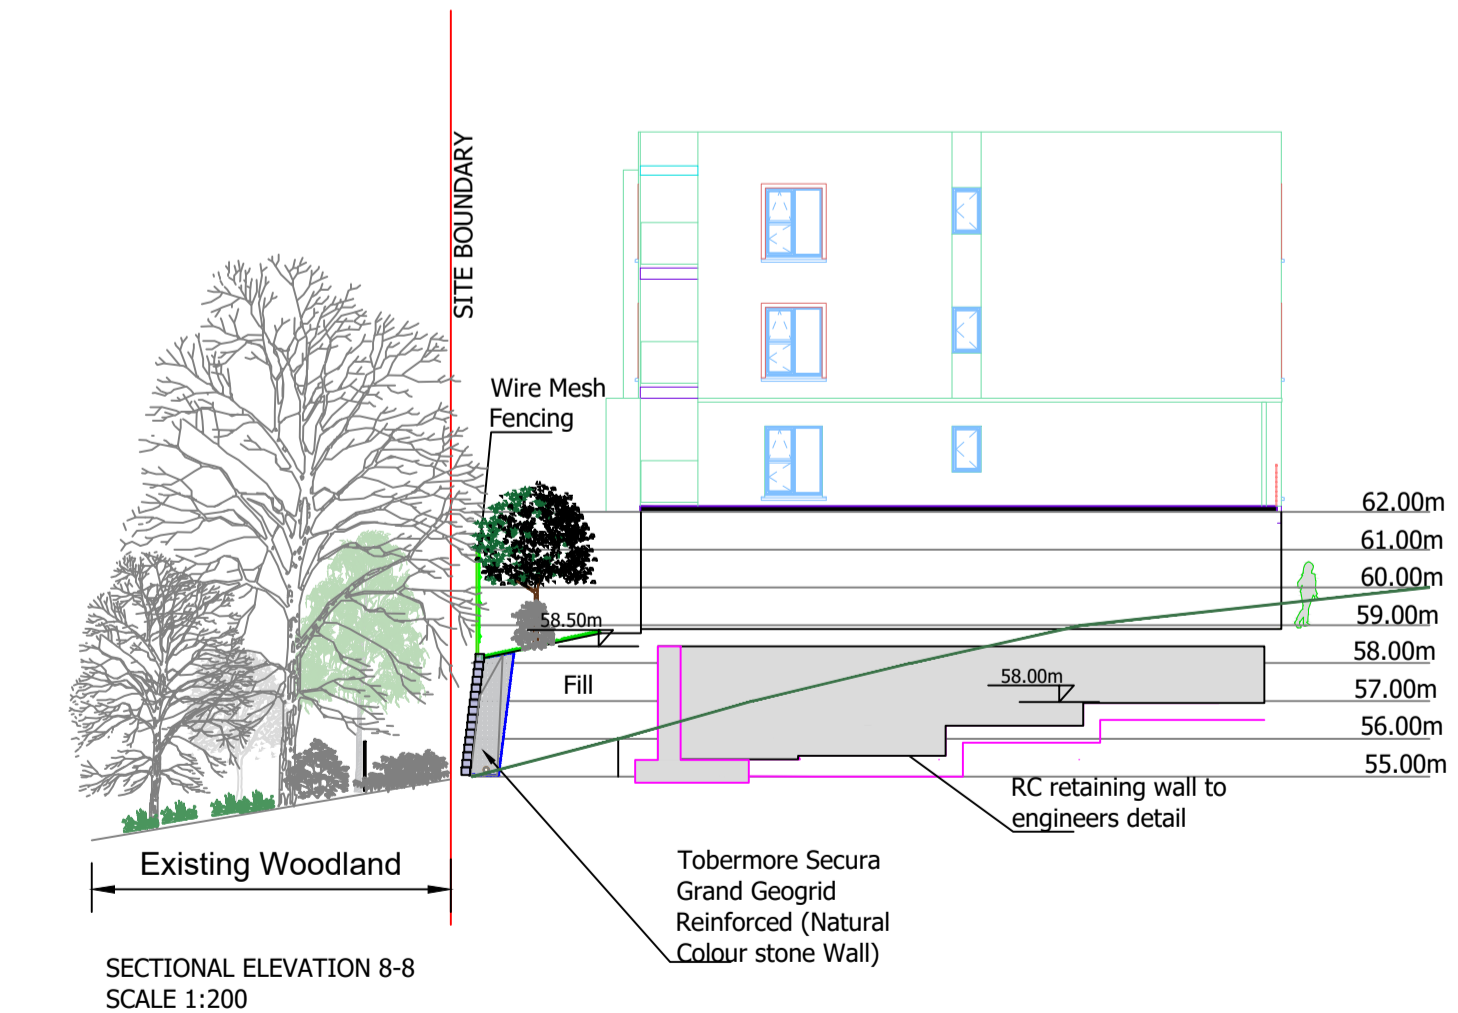 SITE BOUNDARY
Wire Mesh
Fencing
62.00m
61.00m
60.00m
59.00m
58.50m
58.00m
Fill
58.00m
57.00m
56.00m
55.00m
RC retaining wall to
engineers detail
Existing Woodland
Tobermore Secura
Grand Geogrid
Reinforced (Natural
Colour stone Wall)
SECTIONAL ELEVATION 8-8
SCALE 1:200